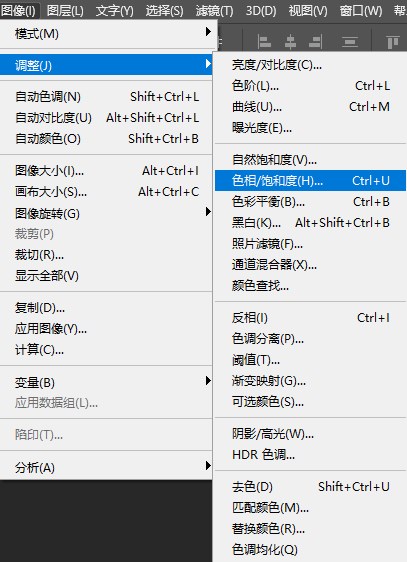 图像(I) 图层(L) 文字(Y) 选择(S) 滤镜(T) 3D(D) 视图(V) 窗口(W)
模式(M)
调整(J)
自动色调(N) Shift+Ctrl+L
自动对比度(U) Alt+Shift+Ctrl+L
自动颜色(O) Shift+Ctrl+B
图像大小(I)... Alt+Ctrl+I
画布大小(S)... Alt+Ctrl+C
图像旋转(G)
裁剪(P)
裁切(R)...
显示全部(V)
复制(D)...
应用图像(Y)...
计算(C)...
变量(B)
应用数据组(L)...
陷印(T)...
分析(A)
亮度/对比度(C)...
色阶(L)... Ctrl+L
曲线(U)... Ctrl+M
曝光度(E)...
自然饱和度(V)...
色相/饱和度(H)... Ctrl+U
色彩平衡(B)... Ctrl+B
黑白(K)... Alt+Shift+Ctrl+B
照片滤镜(F)...
通道混合器(X)...
颜色查找...
反相(I) Ctrl+I
色调分离(P)...
阈值(T)...
渐变映射(G)...
可选颜色(S)...
阴影/高光(W)...
HDR 色调...
去色(D) Shift+Ctrl+U
匹配颜色(M)...
替换颜色(R)...
色调均化(Q)